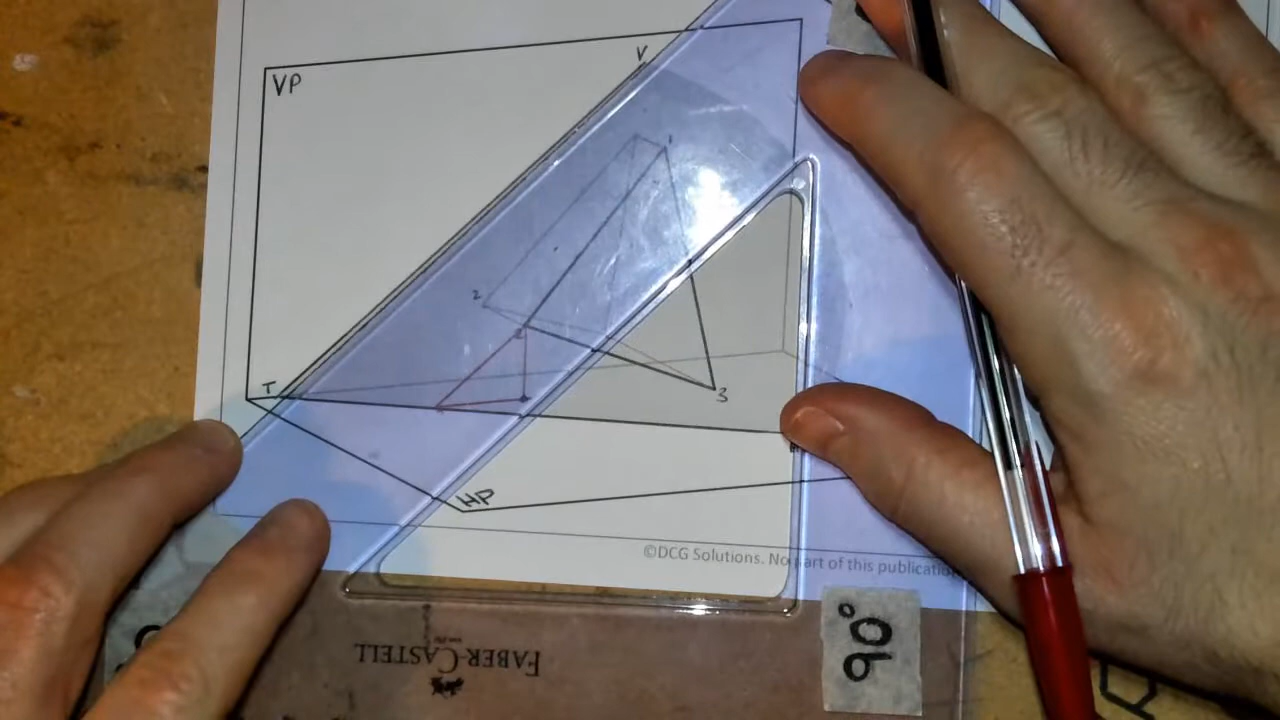 V
VP
1
2
T
3
HP
©DCG Solutions. No part of this publication
FABER-CASTELL
90°